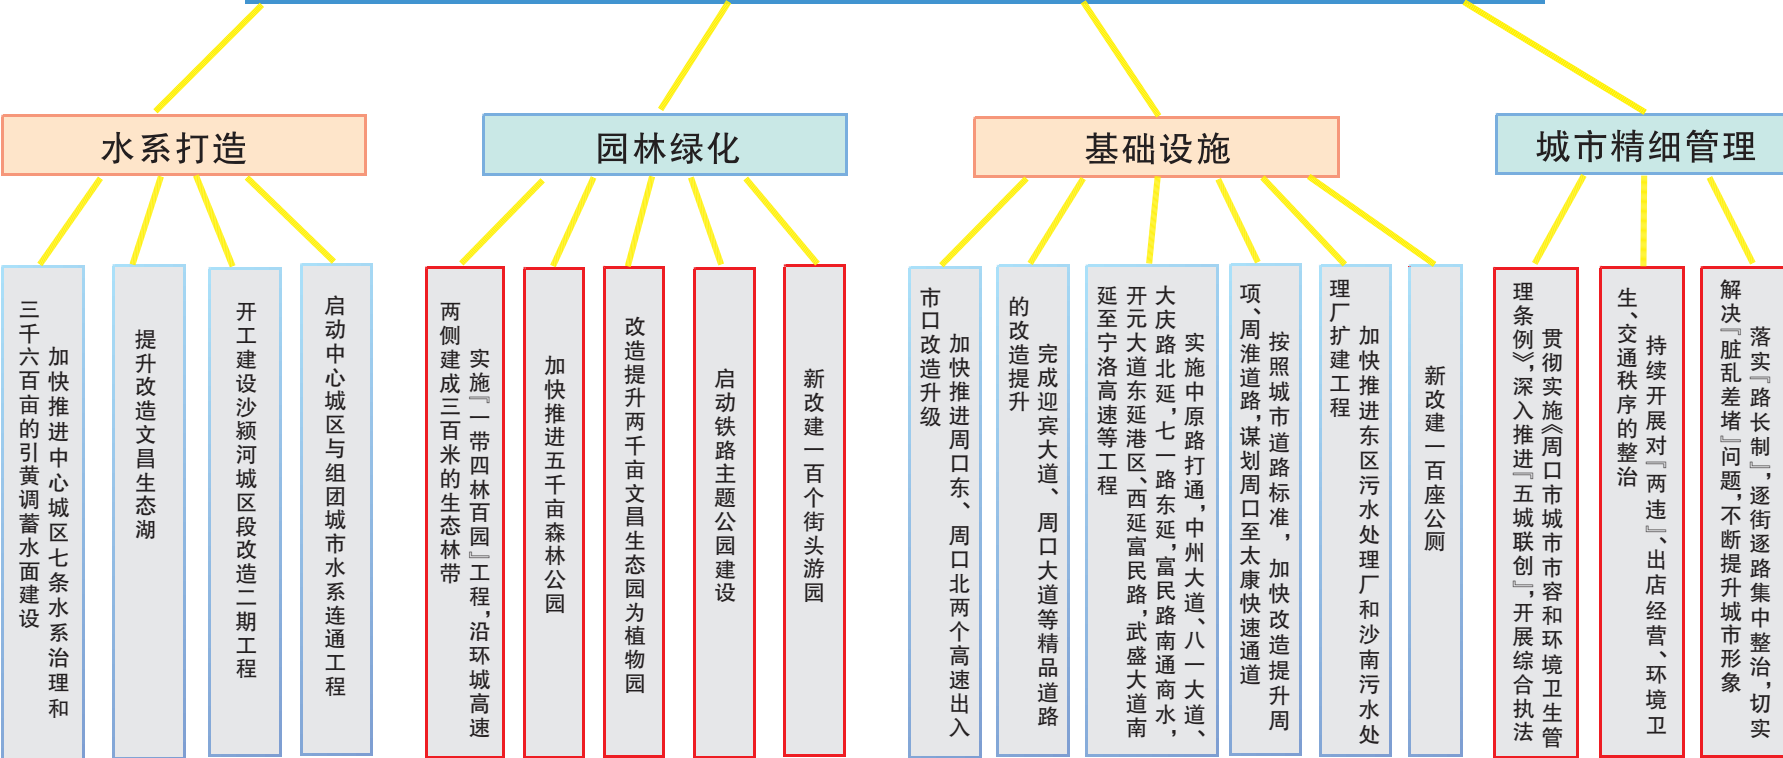 水系打造
园林绿化
基础设施
城市精细管理
加快推进中心城区七条水系治理和
三千六百亩的引黄调蓄水面建设
提升改造文昌生态湖
开工建设沙颍河城区段改造二期工程
启动中心城区与组团城市水系连通工程
实施『一带四林百园』工程，沿环城高速
两侧建成三百米的生态林带
加快推进五千亩森林公园
改造提升两千亩文昌生态园为植物园
启动铁路主题公园建设
新改建一百个街头游园
加快推进周口东、周口北两个高速出入
市口改造升级
完成迎宾大道、周口大道等精品道路
的改造提升
实施中原路打通，中州大道、八一大道、
大庆路北延，七一路东延，富民路南通商水，
开元大道东延港区、西延富民路，武盛大道南
延至宁洛高速等工程
按照城市道路标准，加快改造提升周
项、周淮道路，谋划周口至太康快速通道
加快推进东区污水处理厂和沙南污水处
理厂扩建工程
新改建一百座公厕
贯彻实施《周口市城市市容和环境卫生管
理条例》，深入推进『五城联创』，开展综合执法
持续开展对『两违』、出店经营、环境卫
生、交通秩序的整治
落实『路长制』，逐街逐路集中整治，切实
解决『脏乱差堵』问题，不断提升城市形象